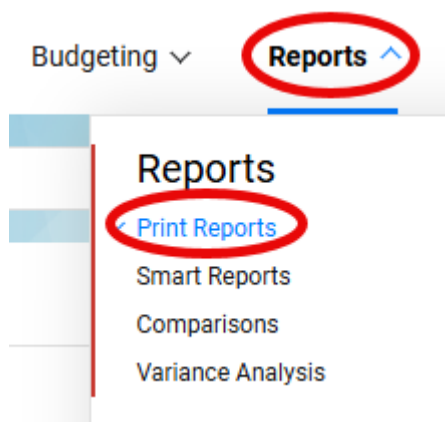 Budgeting Reports
Reports
Print Reports
Smart Reports
Comparisons
Variance Analysis